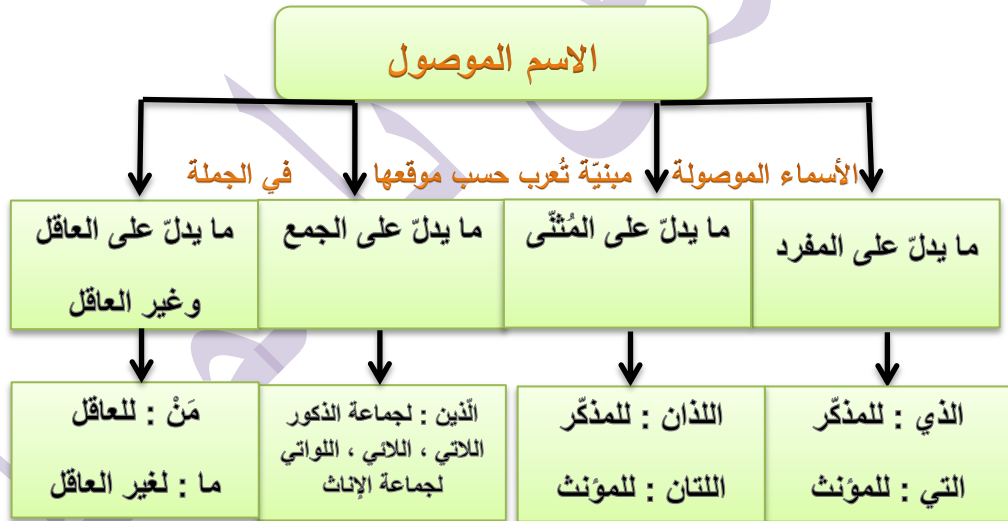 الاسم الموصول
الأسماء الموصولة مبنيّة تُعرب حسب موقعها في الجملة
ما يدلّ على المفرد
ما يدلّ على المُثنّى
ما يدلّ على الجمع
ما يدلّ على العاقل
وغير العاقل
الذي : للمذكّر
التي : للمؤنث
اللذان : للمذكّر
اللتان : للمؤنث
الّذين : لجماعة الذكور
اللاتي ، اللائي ، اللواتي
لجماعة الإناث
مَنْ : للعاقل
ما : لغير العاقل